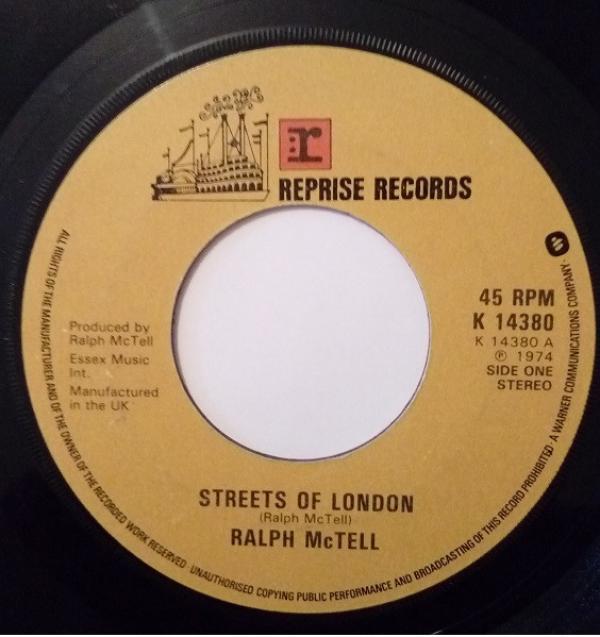 r
REPRISE RECORDS
45 RPM
K 14380
K 14380 A
℗ 1974
SIDE ONE
STEREO
Produced by
Ralph McTell
Essex Music
Int.
Manufactured
in the UK
STREETS OF LONDON
(Ralph McTell)
RALPH McTELL
ALL RIGHTS OF THE MANUFACTURER AND OF THE OWNER OF THE RECORDED WORK RESERVED · UNAUTHORISED COPYING PUBLIC PERFORMANCE AND BROADCASTING OF THIS RECORD PROHIBITED · A WARNER COMMUNICATIONS COMPANY ·